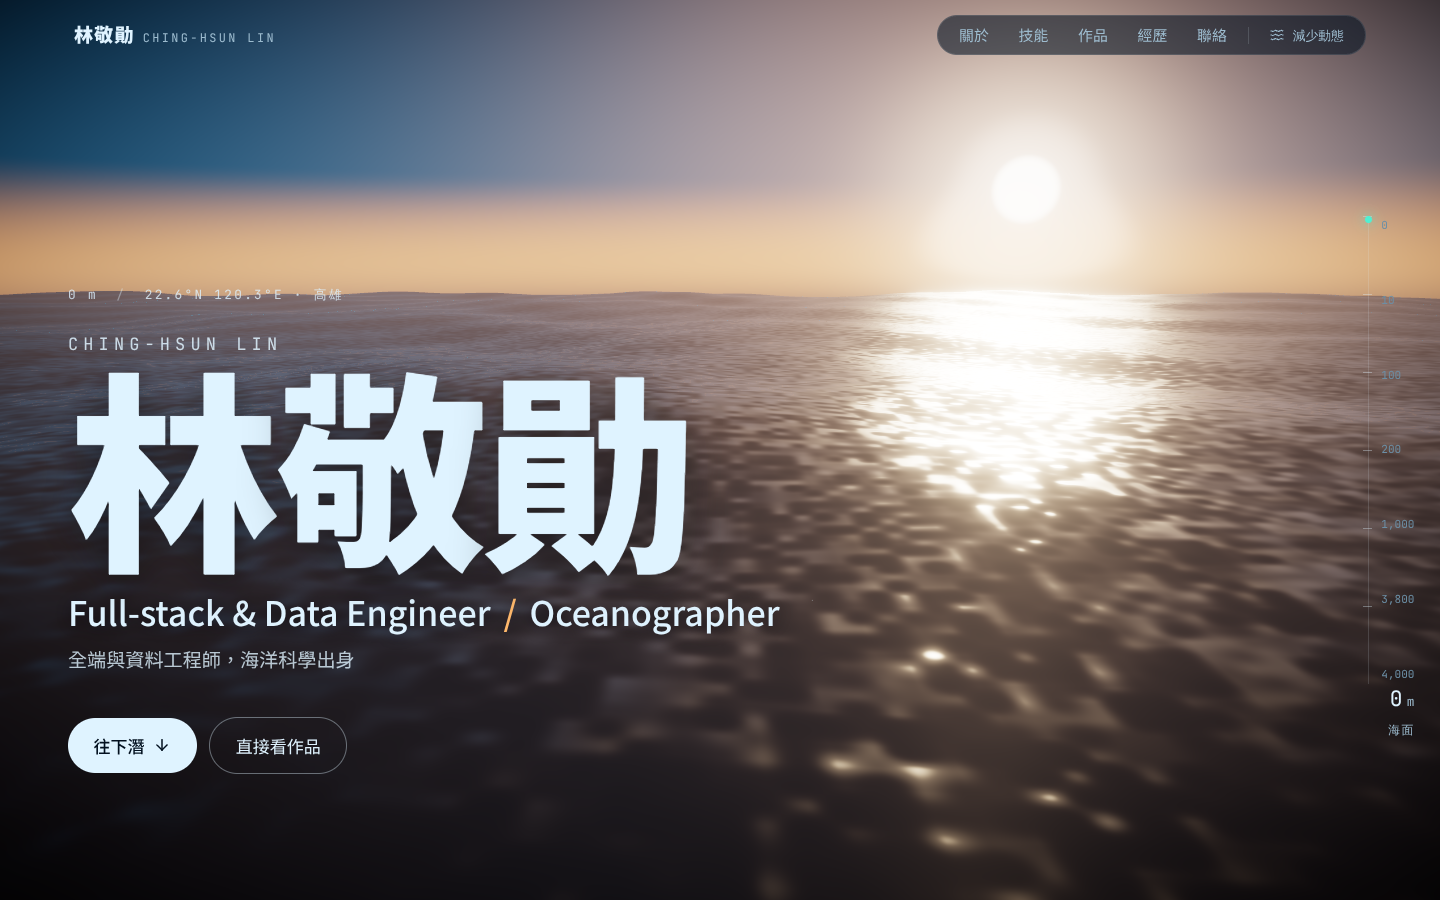 林敬勛 CHING-HSUN LIN
關於 技能 作品 經歷 聯絡 減少動態
0 m / 22.6°N 120.3°E · 高雄
CHING-HSUN LIN
林敬勛
Full-stack & Data Engineer / Oceanographer
全端與資料工程師，海洋科學出身
往下潛 ↓
直接看作品
0
100
200
1,000
3,800
4,000
0 m
海面